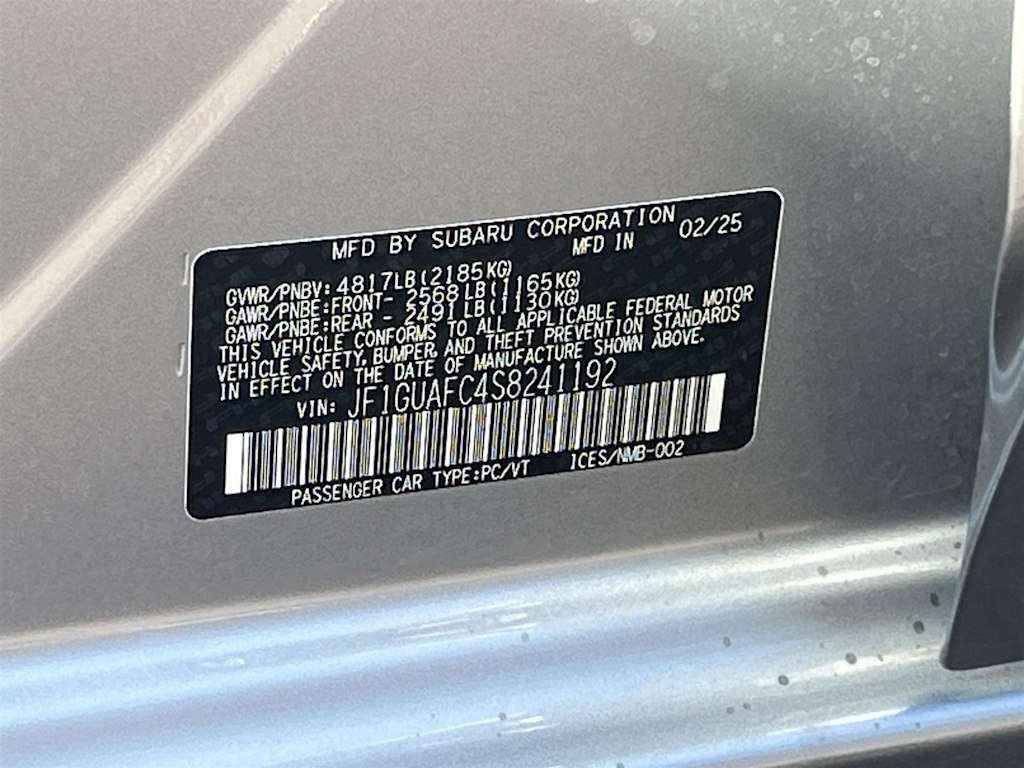 MFD BY SUBARU CORPORATION
MFD IN 02/25
GVWR/PNBV: 4817LB(2185KG)
GAWR/PNBE:FRONT- 2568LB(1165KG)
GAWR/PNBE:REAR - 2491LB(1130KG)
THIS VEHICLE CONFORMS TO ALL APPLICABLE FEDERAL MOTOR
VEHICLE SAFETY, BUMPER, AND THEFT PREVENTION STANDARDS
IN EFFECT ON THE DATE OF MANUFACTURE SHOWN ABOVE.
VIN: JF1GUAFC4S8241192
PASSENGER CAR TYPE:PC/VT ICES/NMB-002